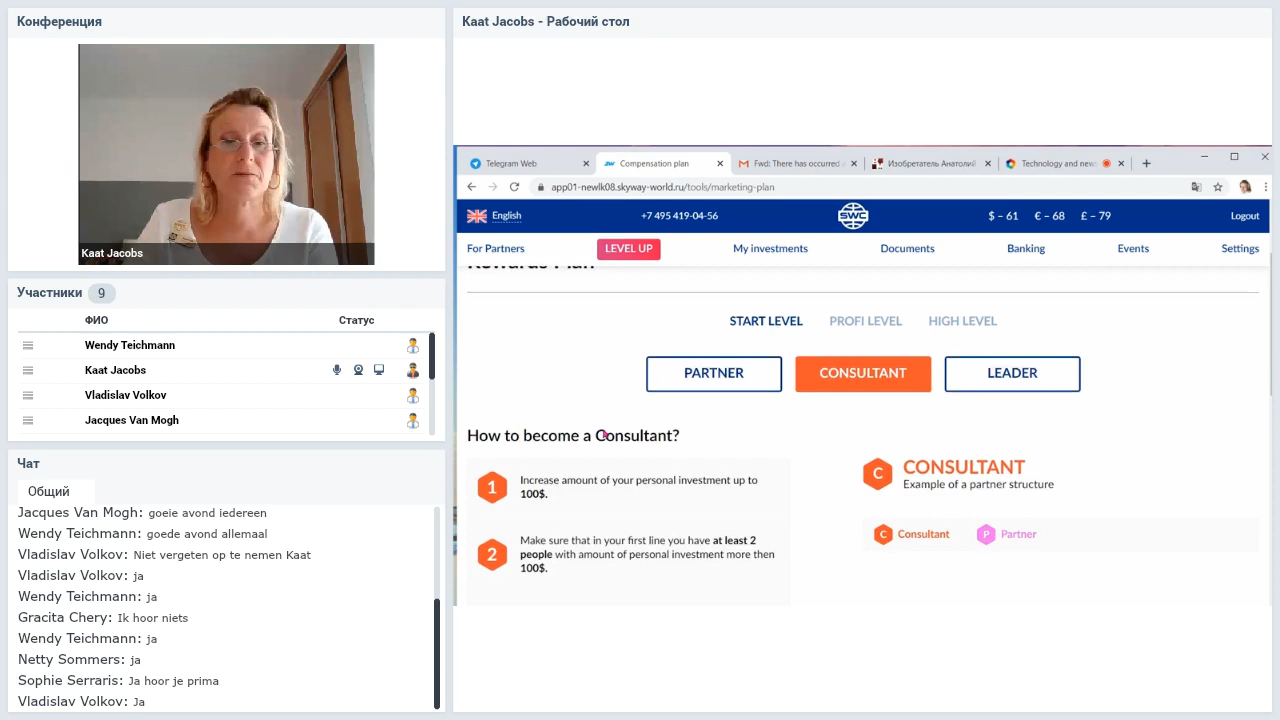 Конференция
Kaat Jacobs
Участники 9
ФИО Статус
Wendy Teichmann
Kaat Jacobs
Vladislav Volkov
Jacques Van Mogh
Чат
Общий
Jacques Van Mogh: goeie avond iedereen
Wendy Teichmann: goede avond allemaal
Vladislav Volkov: Niet vergeten op te nemen Kaat
Vladislav Volkov: ja
Wendy Teichmann: ja
Gracita Chery: Ik hoor niets
Wendy Teichmann: ja
Netty Sommers: ja
Sophie Serraris: Ja hoor je prima
Vladislav Volkov: Ja
Kaat Jacobs - Рабочий стол
Telegram Web
Compensation plan
Fwd: There has occurred
Изобретатель Анатолий
Technology and new
app01-newlk08.skyway-world.ru/tools/marketing-plan
English +7 495 419-04-56 SWC $ – 61 € – 68 £ – 79 Logout
For Partners LEVEL UP My investments Documents Banking Events Settings
Rewards Plan
START LEVEL PROFI LEVEL HIGH LEVEL
PARTNER CONSULTANT LEADER
How to become a Consultant?
1 Increase amount of your personal investment up to
100$.
2 Make sure that in your first line you have at least 2
people with amount of personal investment more then
100$.
C CONSULTANT
Example of a partner structure
C Consultant P Partner